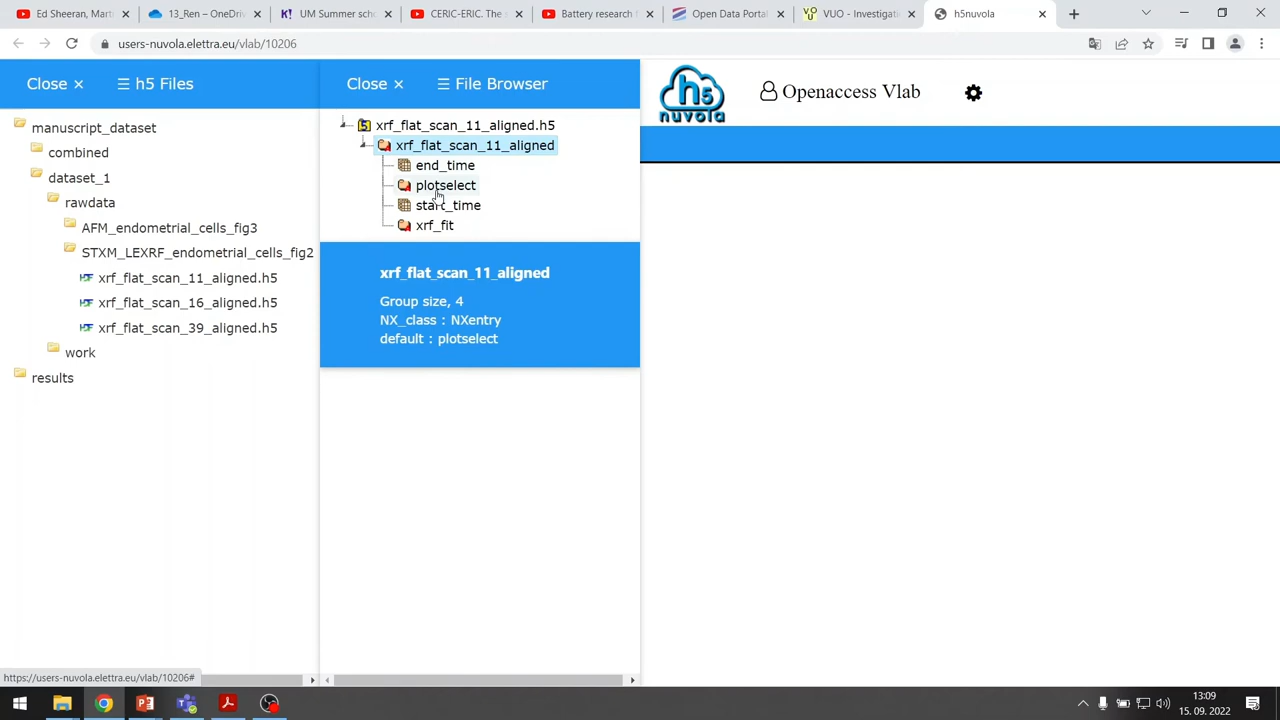 Ed Sheeran, Mart
13_Ren – OneDriv
UM Summer scho
CERIC-ERIC. The s
Battery research f
Open Data Portal
VUO - Investigati
h5nuvola
users-nuvola.elettra.eu/vlab/10206
Close ×
☰ h5 Files
Close ×
☰ File Browser
h5
nuvola
Openaccess Vlab
manuscript_dataset
combined
dataset_1
rawdata
AFM_endometrial_cells_fig3
STXM_LEXRF_endometrial_cells_fig2
xrf_flat_scan_11_aligned.h5
xrf_flat_scan_16_aligned.h5
xrf_flat_scan_39_aligned.h5
work
results
xrf_flat_scan_11_aligned.h5
xrf_flat_scan_11_aligned
end_time
plotselect
start_time
xrf_fit
xrf_flat_scan_11_aligned
Group size, 4
NX_class : NXentry
default : plotselect
https://users-nuvola.elettra.eu/vlab/10206#
13:09
15. 09. 2022